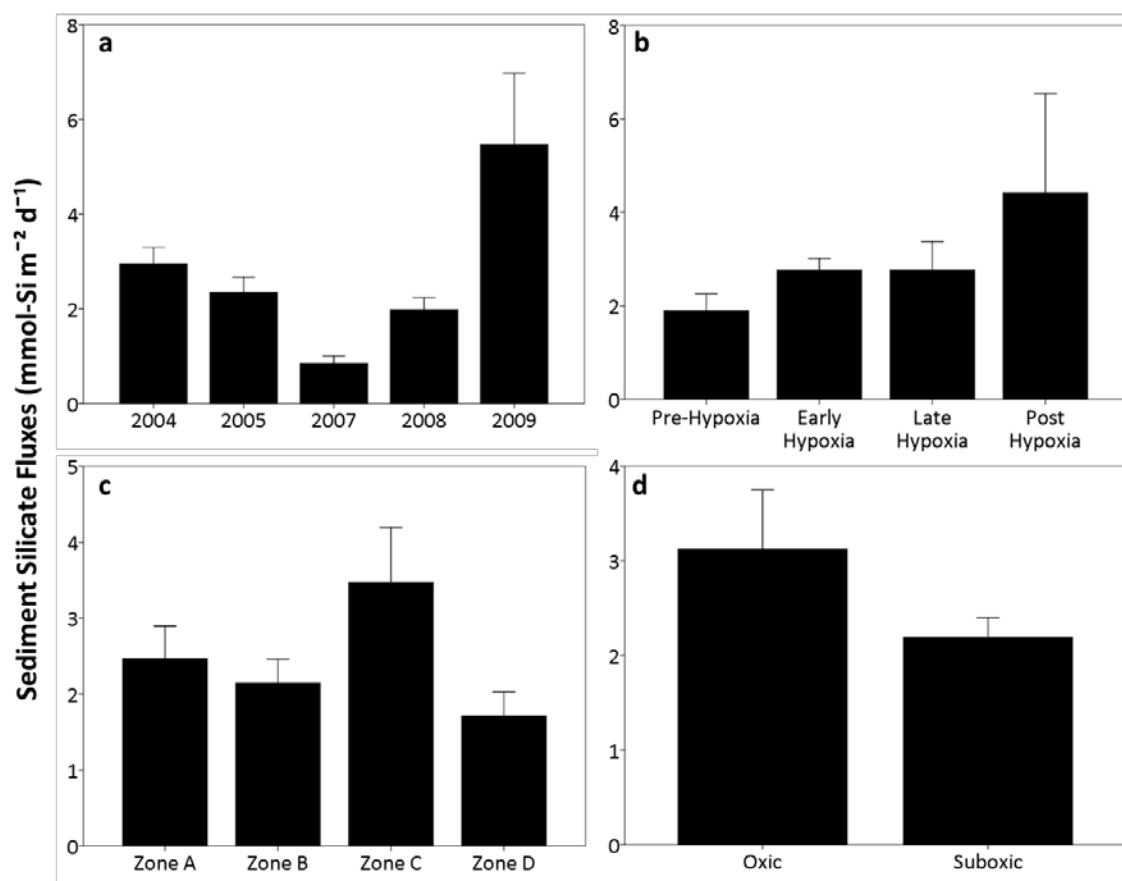 Sediment Silicate Fluxes (mmol-Si m⁻² d⁻¹)
a
8
6
4
2
0
2004 2005 2007 2008 2009
b
8
6
4
2
0
Pre-Hypoxia Early Hypoxia Late Hypoxia Post Hypoxia
c
5
4
3
2
1
0
Zone A Zone B Zone C Zone D
d
4
3
2
1
0
Oxic Suboxic